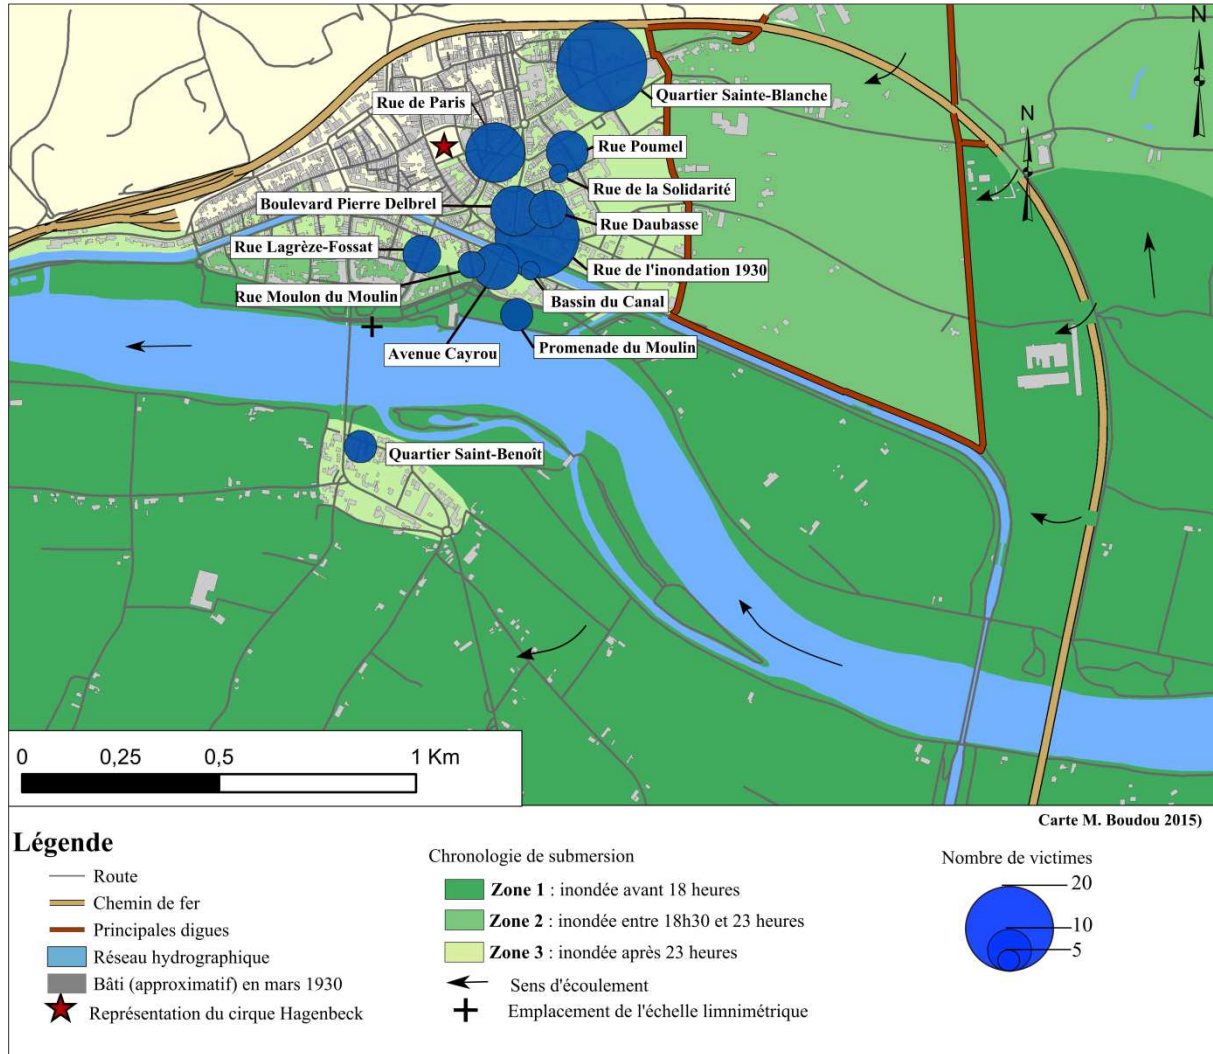 N
N
Quartier Sainte-Blanche
Rue de Paris
Rue Poumel
Rue de la Solidarité
Boulevard Pierre Delbrel
Rue Daubasse
Rue Lagrèze-Fossat
Rue de l'inondation 1930
Rue Moulon du Moulin
Bassin du Canal
Avenue Cayrou
Promenade du Moulin
Quartier Saint-Benoît
0 0,25 0,5 1 Km
Carte M. Boudou 2015)
Légende
Route
Chemin de fer
Principales digues
Réseau hydrographique
Bâti (approximatif) en mars 1930
Représentation du cirque Hagenbeck
Chronologie de submersion
Zone 1 : inondée avant 18 heures
Zone 2 : inondée entre 18h30 et 23 heures
Zone 3 : inondée après 23 heures
Sens d'écoulement
Emplacement de l'échelle limnimétrique
Nombre de victimes
20
10
5